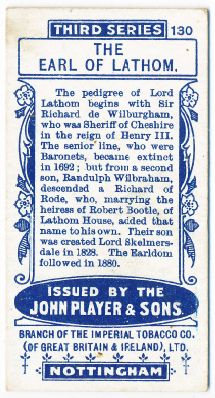 THIRD SERIES 130
THE
EARL OF LATHOM.
The pedigree of Lord
Lathom begins with Sir
Richard de Wilburgham,
who was Sheriff of Cheshire
in the reign of Henry III.
The senior line, who were
Baronets, became extinct
in 1692; but from a second
son, Randulph Wilbraham,
descended a Richard of
Rode, who, marrying the
heiress of Robert Bootle, of
Lathom House, added that
name to his own. Their son
was created Lord Skelmers-
dale in 1828. The Earldom
followed in 1880.
ISSUED BY THE
JOHN PLAYER & SONS.
BRANCH OF THE IMPERIAL TOBACCO CO.
(OF GREAT BRITAIN & IRELAND), LTD.
NOTTINGHAM